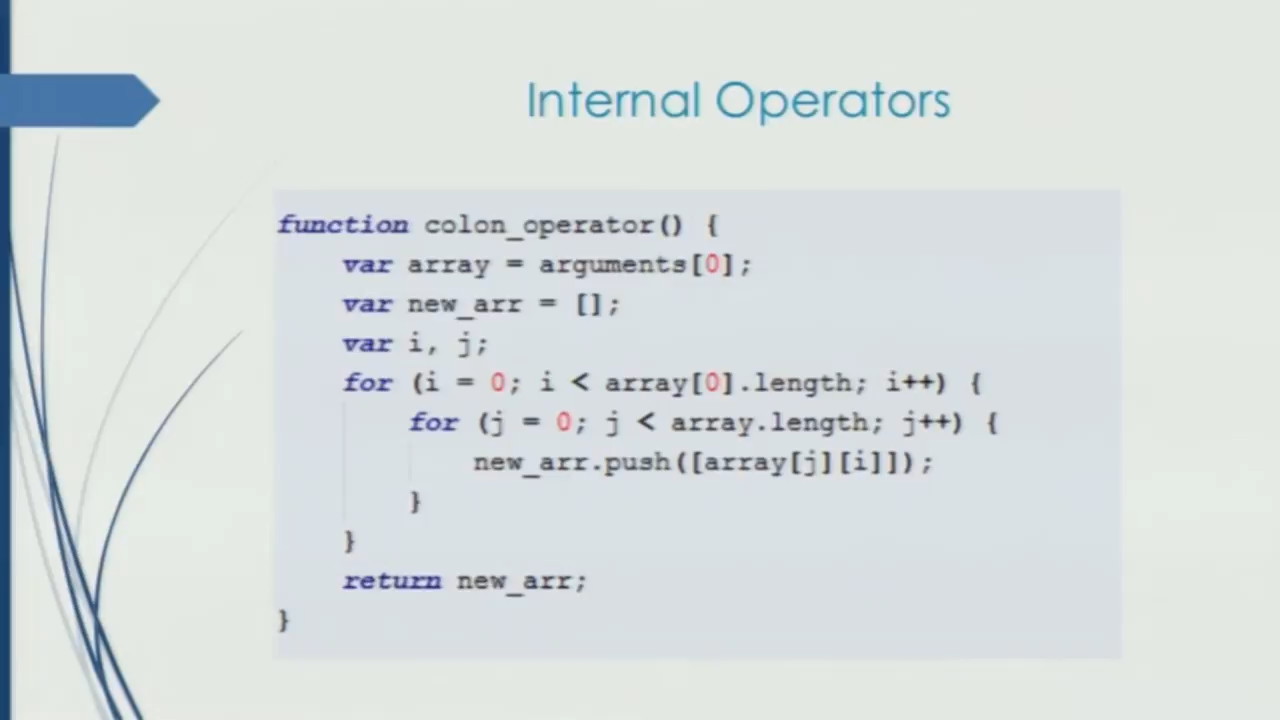 Internal Operators
function colon_operator() {
    var array = arguments[0];
    var new_arr = [];
    var i, j;
    for (i = 0; i < array[0].length; i++) {
        for (j = 0; j < array.length; j++) {
            new_arr.push([array[j][i]]);
        }
    }
    return new_arr;
}